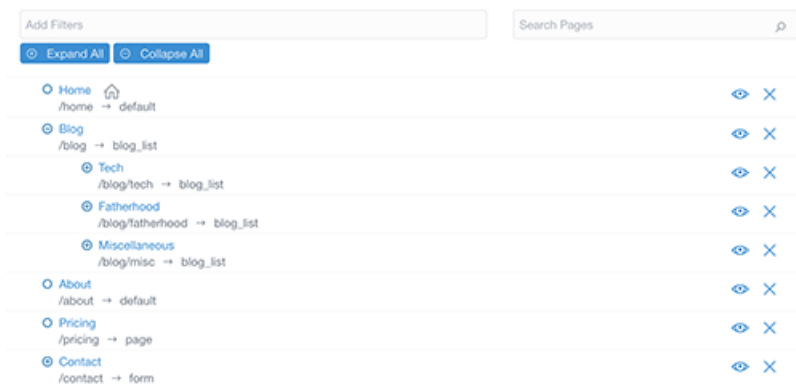 Add Filters
Search Pages
Expand All
Collapse All
Home
/home → default
Blog
/blog → blog_list
Tech
/blog/tech → blog_list
Fatherhood
/blog/fatherhood → blog_list
Miscellaneous
/blog/misc → blog_list
About
/about → default
Pricing
/pricing → page
Contact
/contact → form